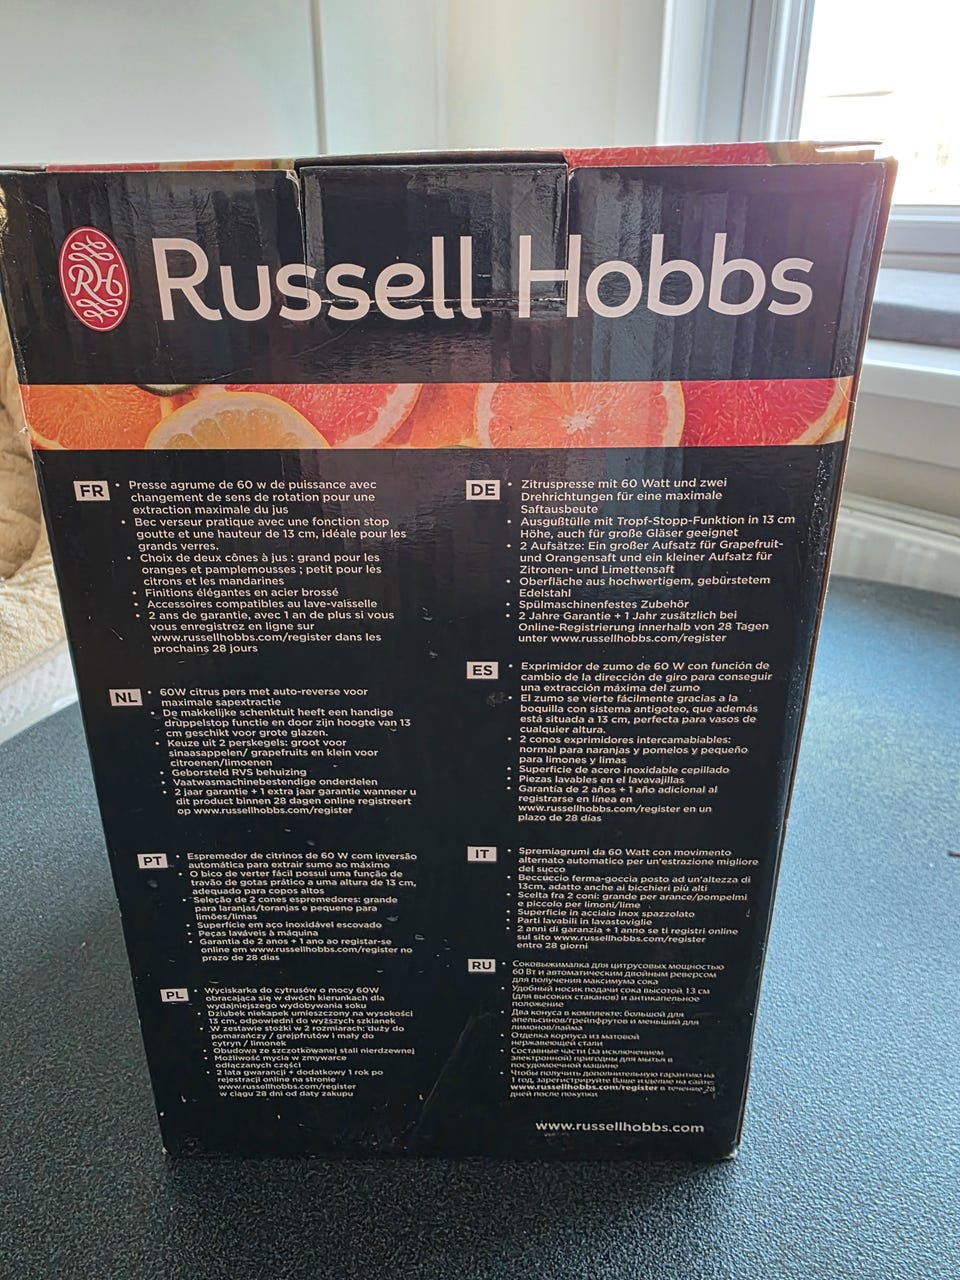 RH
Russell Hobbs
FR
• Presse agrume de 60 w de puissance avec
changement de sens de rotation pour une
extraction maximale du jus
• Bec verseur pratique avec une fonction stop
goutte et une hauteur de 13 cm, idéale pour les
grands verres.
• Choix de deux cônes à jus : grand pour les
oranges et pamplemousses ; petit pour les
citrons et les mandarines
• Finitions élégantes en acier brossé
• Accessoires compatibles au lave-vaisselle
• 2 ans de garantie, avec 1 an de plus si vous
vous enregistrez en ligne sur
www.russellhobbs.com/register dans les
prochains 28 jours
NL
• 60W citrus pers met auto-reverse voor
maximale sapextractie
• De makkelijke schenktuit heeft een handige
druppelstop functie en door zijn hoogte van 13
cm geschikt voor grote glazen.
• Keuze uit 2 perskegels: groot voor
sinaasappelen/ grapefruits en klein voor
citroenen/limoenen
• Geborsteld RVS behuizing
• Vaatwasmachinebestendige onderdelen
• 2 jaar garantie + 1 extra jaar garantie wanneer u
dit product binnen 28 dagen online registreert
op www.russellhobbs.com/register
PT
• Espremedor de citrinos de 60 W com inversão
automática para extrair sumo ao máximo
• O bico de verter fácil possui uma função de
travão de gotas prático a uma altura de 13 cm,
adequado para copos altos
• Seleção de 2 cones espremedores: grande
para laranjas/toranjas e pequeno para
limões/limas
• Superfície em aço inoxidável escovado
• Peças laváveis à máquina
• Garantia de 2 anos + 1 ano ao registar-se
online em www.russellhobbs.com/register no
prazo de 28 dias
PL
• Wyciskarka do cytrusów o mocy 60W
obracająca się w dwóch kierunkach dla
wydajniejszego wydobywania soku
• Dziubek niekapek umieszczony na wysokości
13 cm, odpowiedni do wyższych szklanek
• W zestawie stożki w 2 rozmiarach: duży do
pomarańczy / grejpfrutów i mały do
cytryn / limonek
• Obudowa ze szczotkowanej stali nierdzewnej
• Możliwość mycia w zmywarce
odłączanych części
• 2 lata gwarancji + dodatkowy 1 rok po
rejestracji online na stronie
www.russellhobbs.com/register
w ciągu 28 dni od daty zakupu
DE
• Zitruspresse mit 60 Watt und zwei
Drehrichtungen für eine maximale
Saftausbeute
• Ausgußtülle mit Tropf-Stopp-Funktion in 13 cm
Höhe, auch für große Gläser geeignet
• 2 Aufsätze: Ein großer Aufsatz für Grapefruit-
und Orangensaft und ein kleiner Aufsatz für
Zitronen- und Limettensaft
• Oberfläche aus hochwertigem, gebürstetem
Edelstahl
• Spülmaschinenfestes Zubehör
• 2 Jahre Garantie + 1 Jahr zusätzlich bei
Online-Registrierung innerhalb von 28 Tagen
unter www.russellhobbs.com/register
ES
• Exprimidor de zumo de 60 W con función de
cambio de la dirección de giro para conseguir
una extracción máxima del zumo
• El zumo se vierte fácilmente gracias a la
boquilla con sistema antigoteo, que además
está situada a 13 cm, perfecta para vasos de
cualquier altura.
• 2 conos exprimidores intercambiables:
normal para naranjas y pomelos y pequeño
para limones y limas
• Superficie de acero inoxidable cepillado
• Piezas lavables en el lavavajillas
• Garantía de 2 años + 1 año adicional al
registrarse en línea en
www.russellhobbs.com/register en un
plazo de 28 días
IT
• Spremiagrumi da 60 Watt con movimento
alternato automatico per un'estrazione migliore
del succo
• Beccuccio ferma-goccia posto ad un'altezza di
13cm, adatto anche ai bicchieri più alti
• Scelta fra 2 coni: grande per arance/pompelmi
e piccolo per limoni/lime
• Superficie in acciaio inox spazzolato
• Parti lavabili in lavastoviglie
• 2 anni di garanzia + 1 anno se ti registri online
sul sito www.russellhobbs.com/register
entro 28 giorni
RU
• Соковыжималка для цитрусовых мощностью
60 Вт и автоматическим двойным реверсом
для получения максимума сока
• Удобный носик подачи сока высотой 13 см
(для высоких стаканов) и антикапельное
положение
• Два конуса в комплекте: большой для
апельсинов/грейпфрутов и меньший для
лимонов/лайма
• Отделка корпуса из матовой
нержавеющей стали
• Составные части (за исключением
электронной) пригодны для мытья в
посудомоечной машине
• Чтобы получить дополнительную гарантию на
1 год, зарегистрируйте Ваше изделие на сайте:
www.russellhobbs.com/register в течение 28
дней после покупки
www.russellhobbs.com